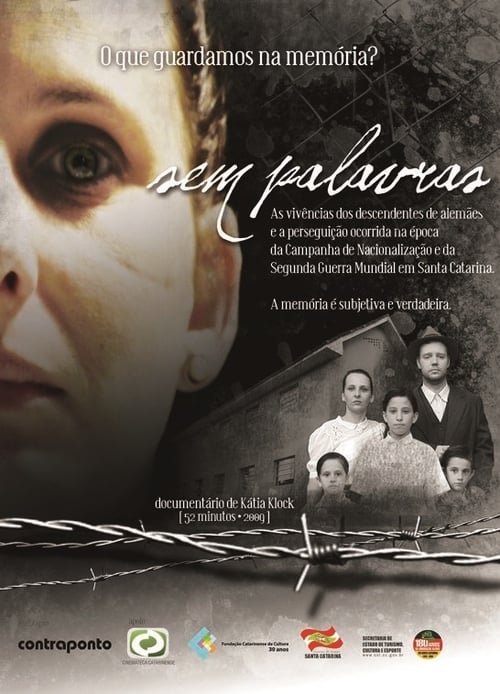 O que guardamos na memória?
sem palavras
As vivências dos descendentes de alemães
e a perseguição ocorrida na época
da Campanha de Nacionalização e da
Segunda Guerra Mundial em Santa Catarina.
A memória é subjetiva e verdadeira.
documentário de Kátia Klock
[ 52 minutos • 2009 ]
apoio
contraponto
CINEMATECA CATARINENSE
Fundação Catarinense de Cultura
30 anos
SANTA CATARINA
SECRETARIA DE
ESTADO DE TURISMO,
CULTURA E ESPORTE
180 ANOS